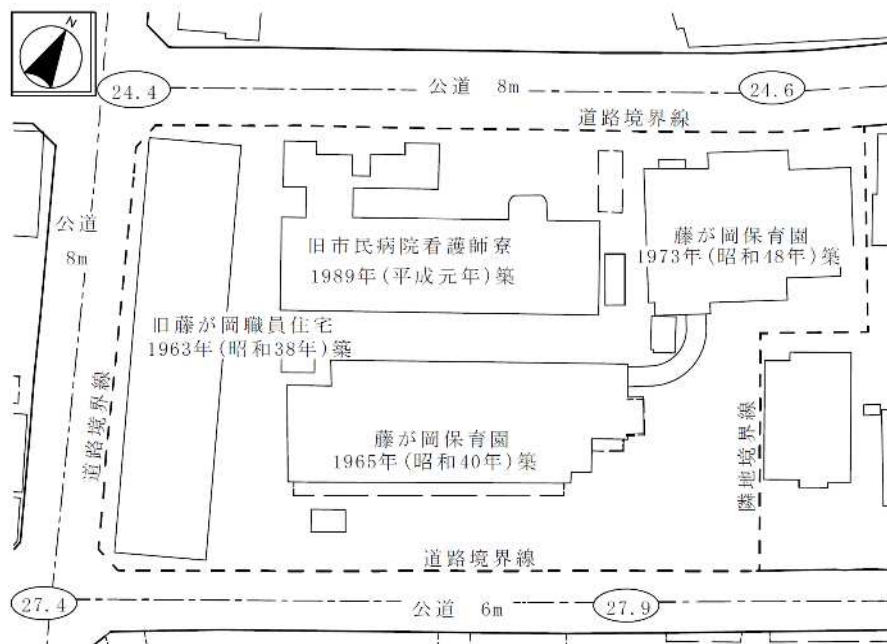 N
24.4
公道 8m
24.6
道路境界線
公道
8m
旧市民病院看護師寮
1989年(平成元年)築
藤が岡保育園
1973年(昭和48年)築
旧藤が岡職員住宅
1963年(昭和38年)築
道路境界線
藤が岡保育園
1965年(昭和40年)築
隣地境界線
道路境界線
27.4
公道 6m
27.9